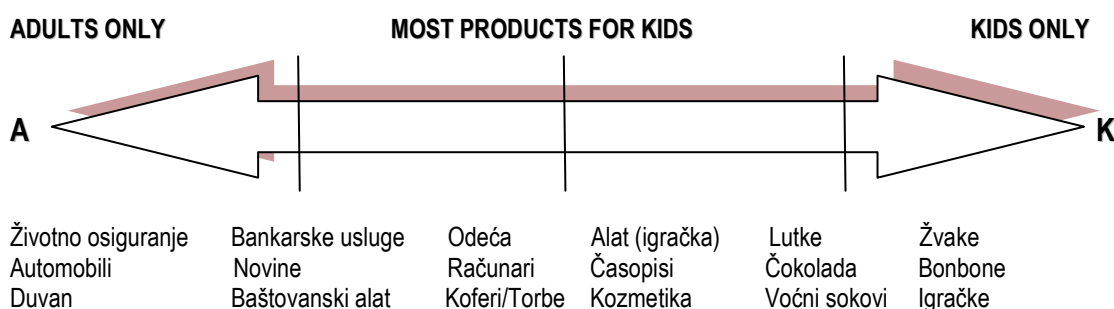 ADULTS ONLY MOST PRODUCTS FOR KIDS KIDS ONLY
A K
Životno osiguranje Bankarske usluge Odeća Alat (igračka) Lutke Žvake
Automobili Novine Računari Časopisi Čokolada Bonbone
Duvan Baštovanski alat Koferi/Torbe Kozmetika Voćni sokovi Igračke